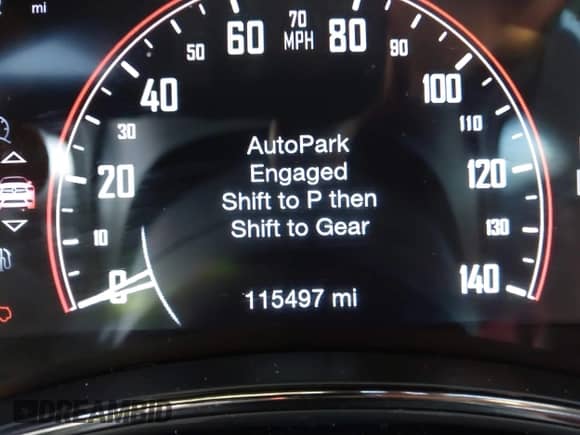 mi
70
MPH
0
10
20
30
40
50
60
80
90
100
110
120
130
140
AutoPark
Engaged
Shift to P then
Shift to Gear
115497 mi
DREAMBID